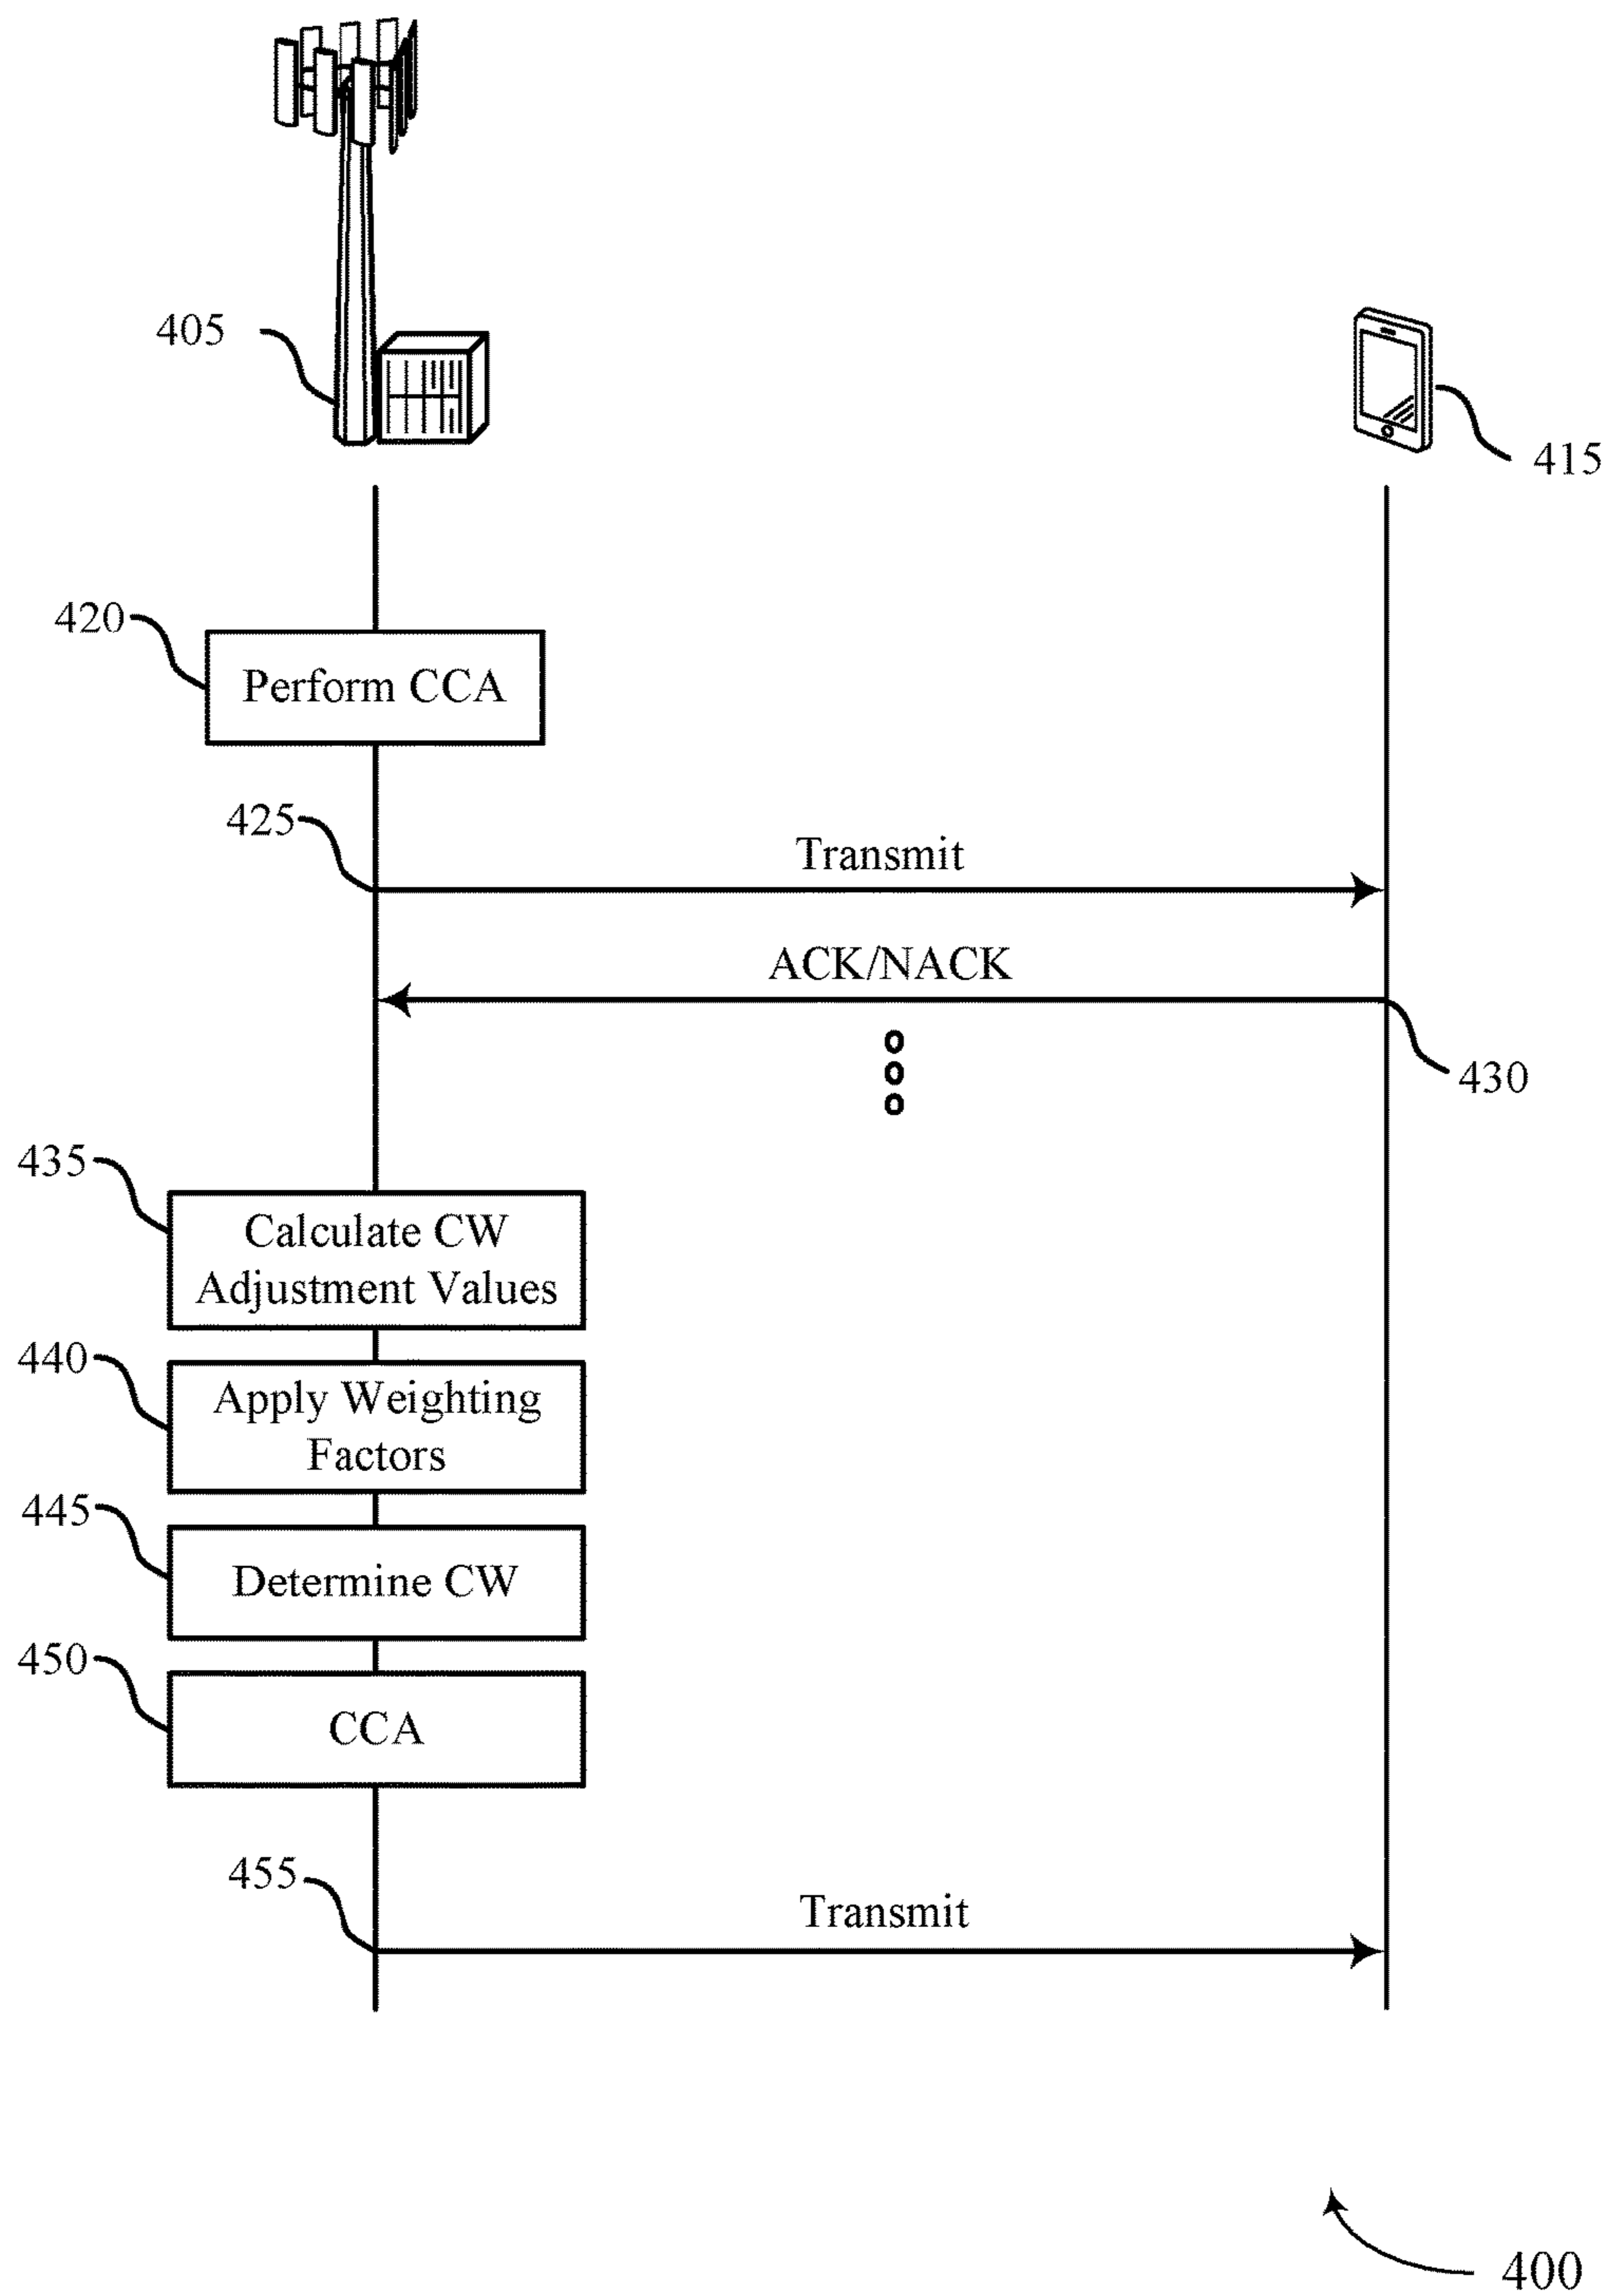 405
415
420
Perform CCA
425
Transmit
ACK/NACK
430
435
Calculate CW
Adjustment Values
440
Apply Weighting
Factors
445
Determine CW
450
CCA
455
Transmit
400